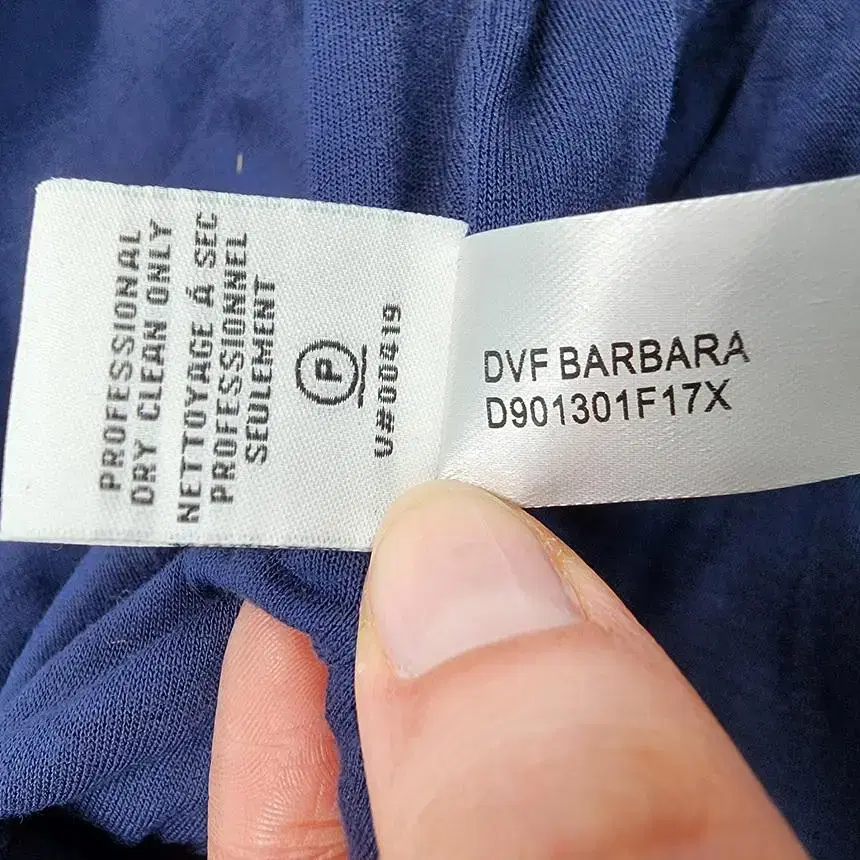 PROFESSIONAL
DRY CLEAN ONLY
NETTOYAGE Á SEC
PROFESSIONNEL
SEULEMENT
P
V#00419
DVF BARBARA
D901301F17X